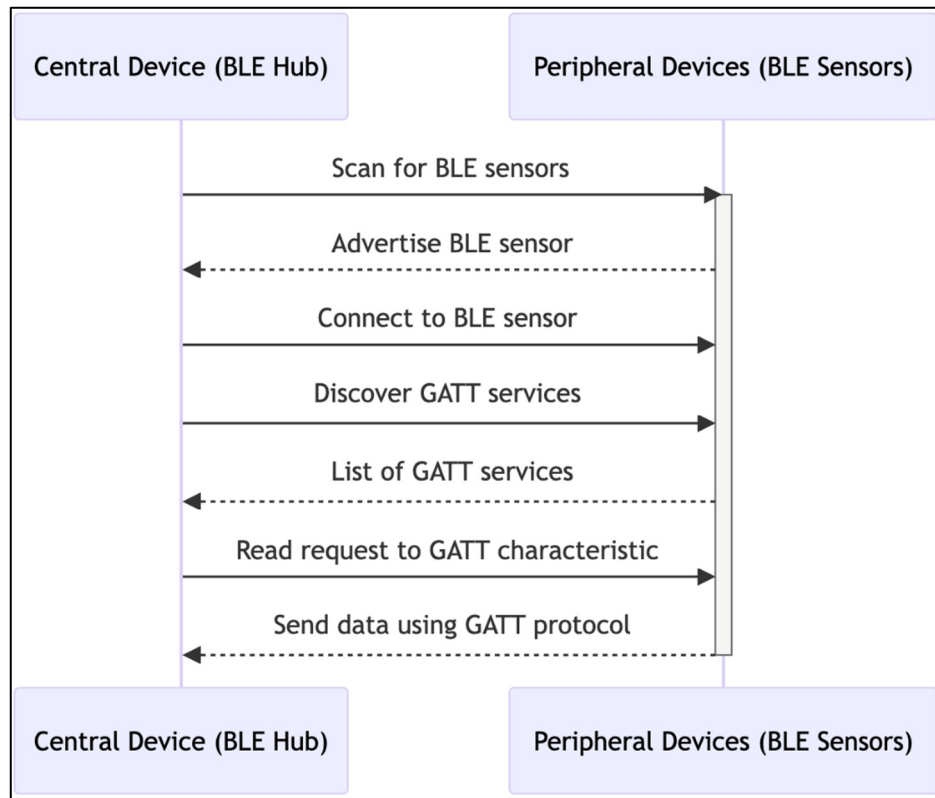 Central Device (BLE Hub)
Peripheral Devices (BLE Sensors)
Scan for BLE sensors
Advertise BLE sensor
Connect to BLE sensor
Discover GATT services
List of GATT services
Read request to GATT characteristic
Send data using GATT protocol
Central Device (BLE Hub)
Peripheral Devices (BLE Sensors)